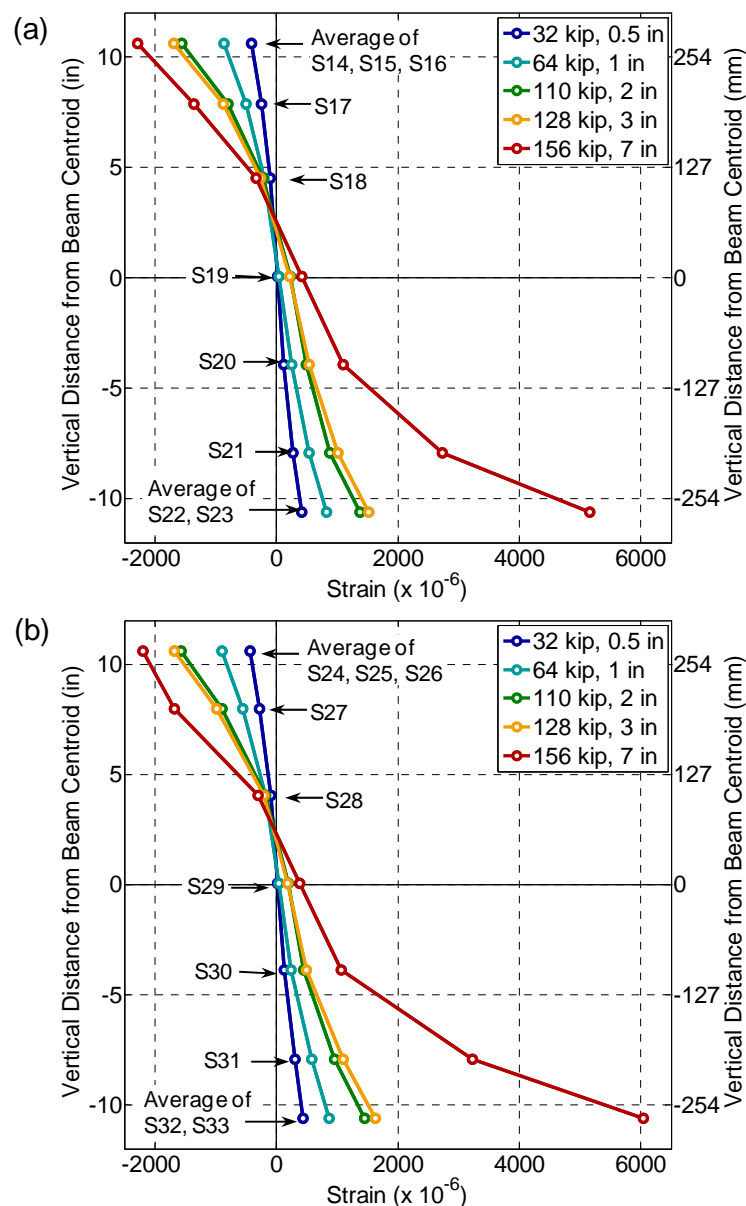 (a)
Vertical Distance from Beam Centroid (in)
10
5
0
-5
-10
Average of
S14, S15, S16
S17
S18
S19
S20
S21
Average of
S22, S23
32 kip, 0.5 in
64 kip, 1 in
110 kip, 2 in
128 kip, 3 in
156 kip, 7 in
254
127
0
-127
-254
Vertical Distance from Beam Centroid (mm)
-2000 0 2000 4000 6000
Strain (x 10-6)
(b)
Vertical Distance from Beam Centroid (in)
10
5
0
-5
-10
Average of
S24, S25, S26
S27
S28
S29
S30
S31
Average of
S32, S33
32 kip, 0.5 in
64 kip, 1 in
110 kip, 2 in
128 kip, 3 in
156 kip, 7 in
254
127
0
-127
-254
Vertical Distance from Beam Centroid (mm)
-2000 0 2000 4000 6000
Strain (x 10-6)